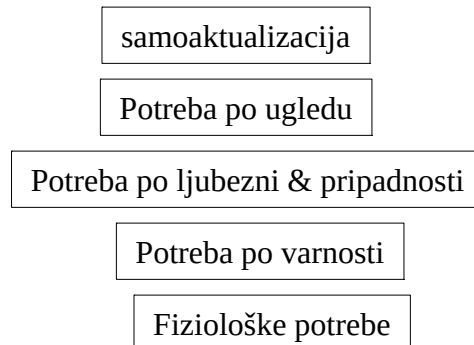 samoaktualizacija
Potreba po ugledu
Potreba po ljubezni & pripadnosti
Potreba po varnosti
Fiziološke potrebe